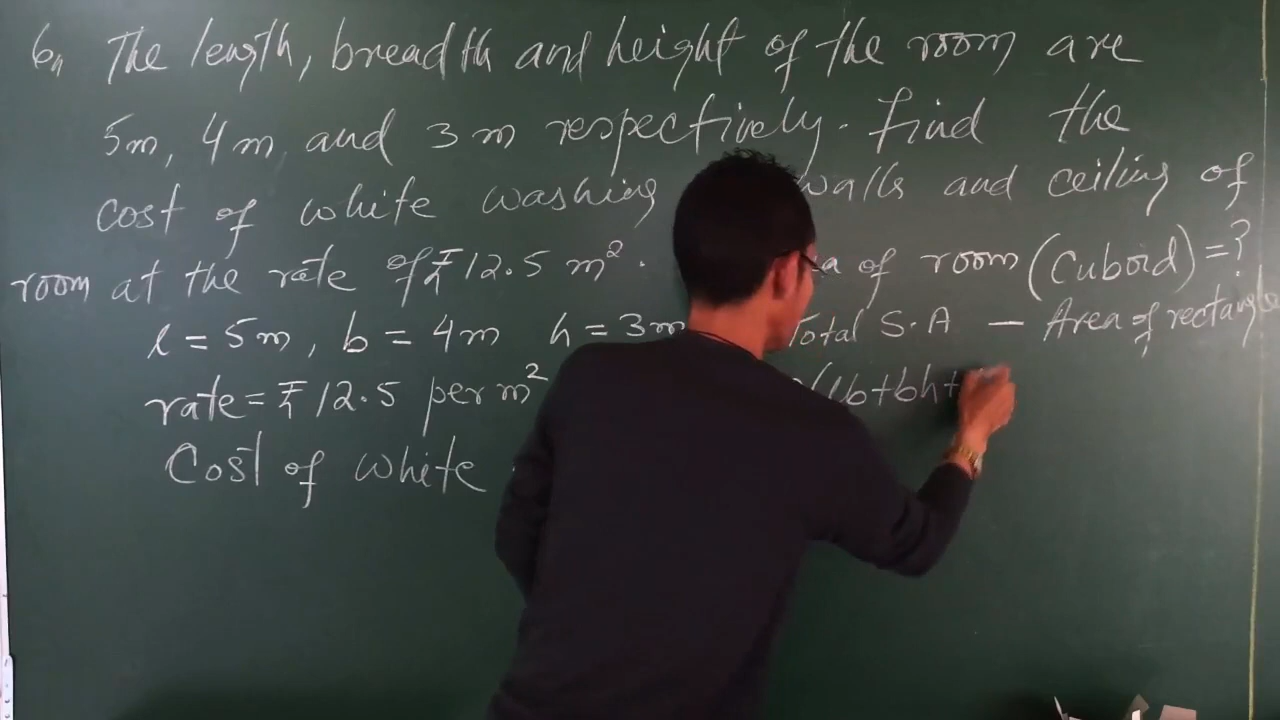 6, The length, breadth and height of the room are
5m, 4m and 3m respectively. find the
cost of white washing walls and ceiling of
room at the rate of ₹12.5 m². of room (Cuboid) = ?
l = 5m, b = 4m h = 3m Total S.A — Area of rectangle
rate = ₹12.5 per m² (lb+bh+
Cost of white